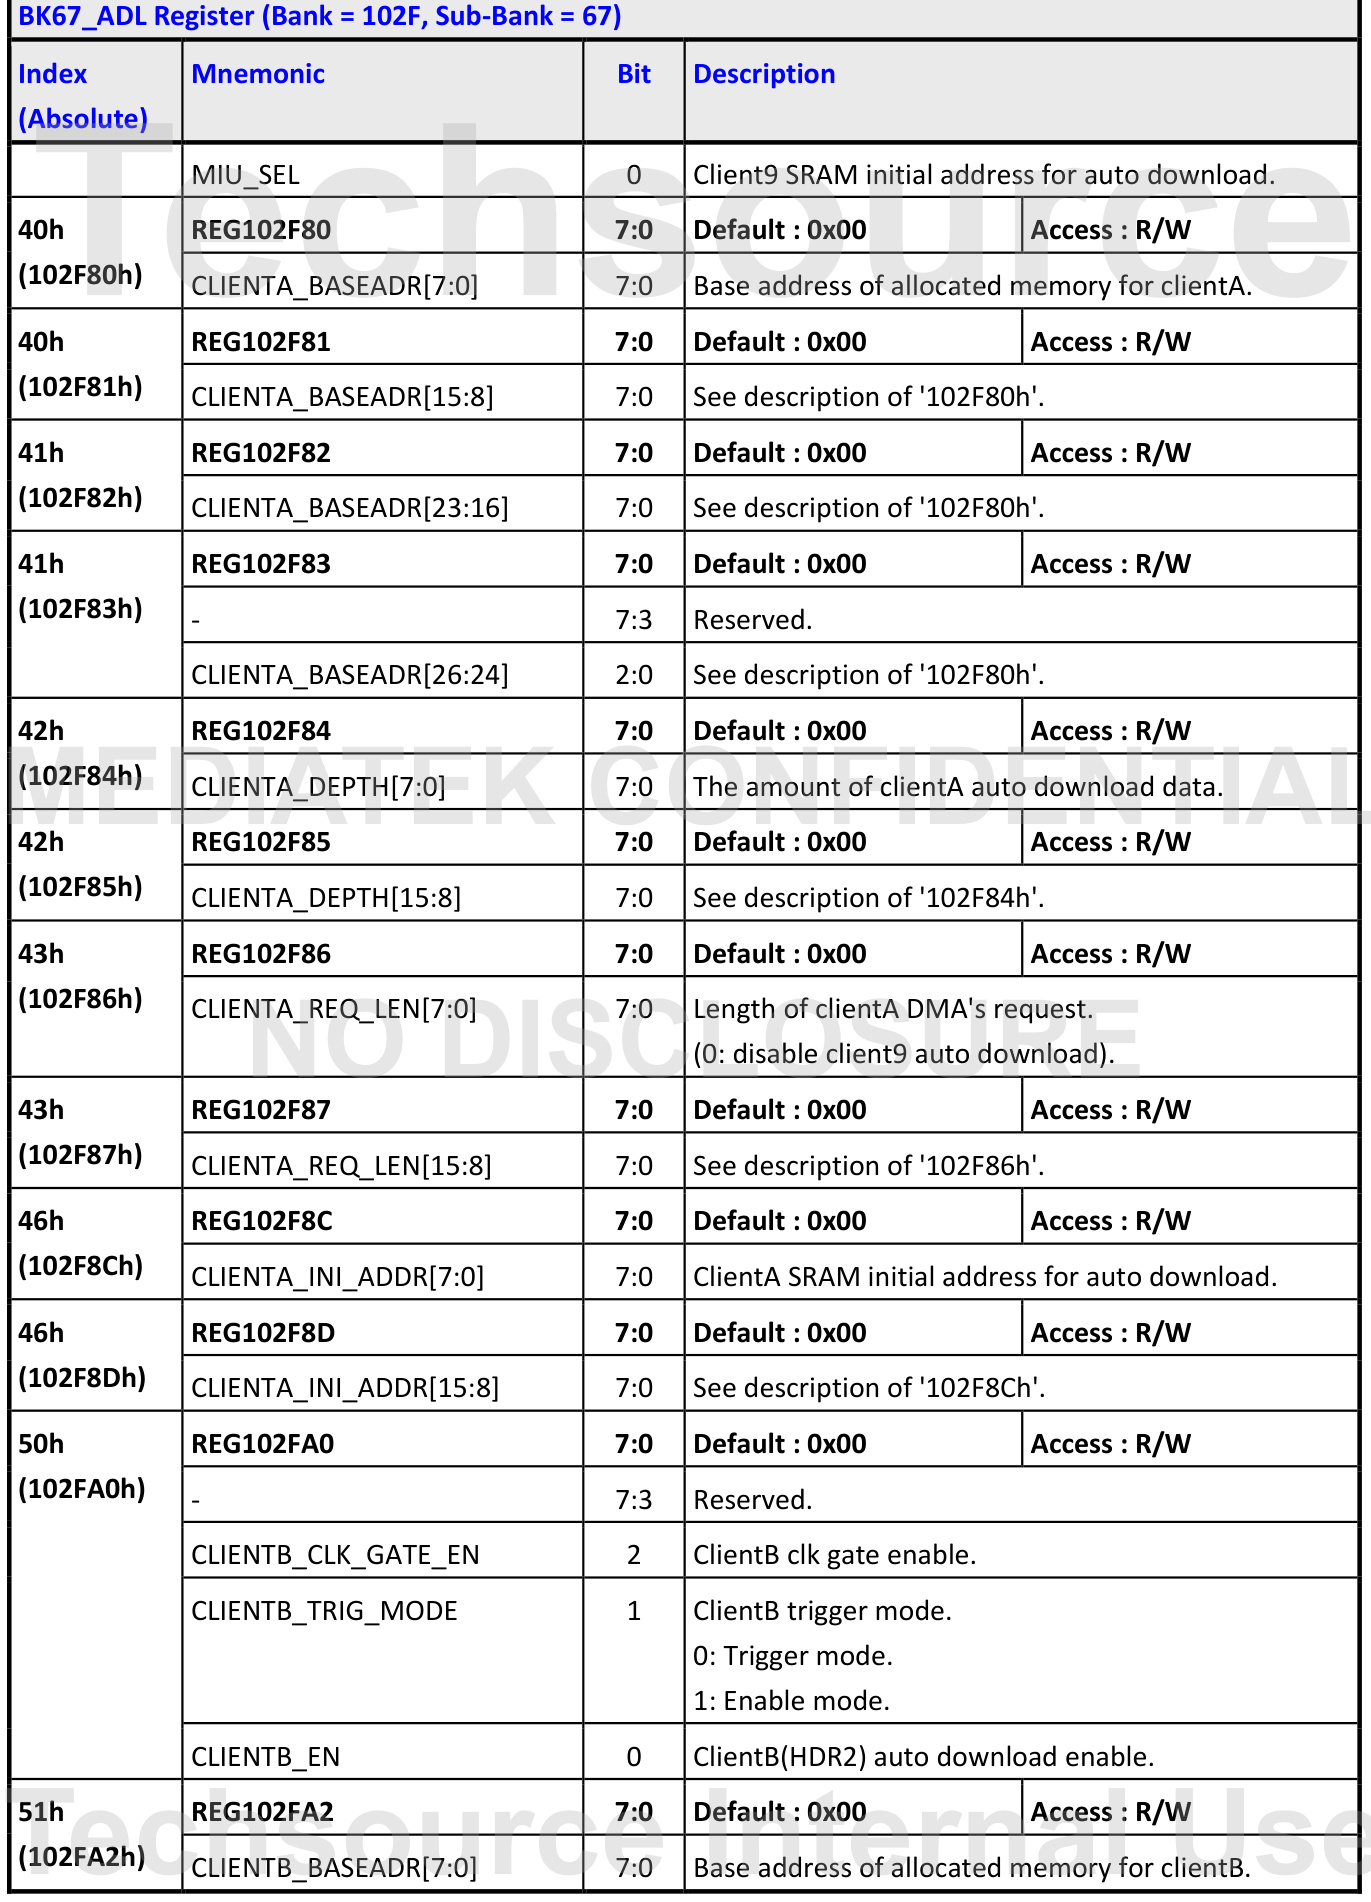 BK67_ADL Register (Bank = 102F, Sub-Bank = 67)
Index (Absolute) Mnemonic Bit Description
MIU_SEL 0 Client9 SRAM initial address for auto download.
40h (102F80h) REG102F80 7:0 Default : 0x00 Access : R/W
CLIENTA_BASEADR[7:0] 7:0 Base address of allocated memory for clientA.
40h (102F81h) REG102F81 7:0 Default : 0x00 Access : R/W
CLIENTA_BASEADR[15:8] 7:0 See description of '102F80h'.
41h (102F82h) REG102F82 7:0 Default : 0x00 Access : R/W
CLIENTA_BASEADR[23:16] 7:0 See description of '102F80h'.
41h (102F83h) REG102F83 7:0 Default : 0x00 Access : R/W
- 7:3 Reserved.
CLIENTA_BASEADR[26:24] 2:0 See description of '102F80h'.
42h (102F84h) REG102F84 7:0 Default : 0x00 Access : R/W
CLIENTA_DEPTH[7:0] 7:0 The amount of clientA auto download data.
42h (102F85h) REG102F85 7:0 Default : 0x00 Access : R/W
CLIENTA_DEPTH[15:8] 7:0 See description of '102F84h'.
43h (102F86h) REG102F86 7:0 Default : 0x00 Access : R/W
CLIENTA_REQ_LEN[7:0] 7:0 Length of clientA DMA's request.
(0: disable client9 auto download).
43h (102F87h) REG102F87 7:0 Default : 0x00 Access : R/W
CLIENTA_REQ_LEN[15:8] 7:0 See description of '102F86h'.
46h (102F8Ch) REG102F8C 7:0 Default : 0x00 Access : R/W
CLIENTA_INI_ADDR[7:0] 7:0 ClientA SRAM initial address for auto download.
46h (102F8Dh) REG102F8D 7:0 Default : 0x00 Access : R/W
CLIENTA_INI_ADDR[15:8] 7:0 See description of '102F8Ch'.
50h (102FA0h) REG102FA0 7:0 Default : 0x00 Access : R/W
- 7:3 Reserved.
CLIENTB_CLK_GATE_EN 2 ClientB clk gate enable.
CLIENTB_TRIG_MODE 1 ClientB trigger mode.
0: Trigger mode.
1: Enable mode.
CLIENTB_EN 0 ClientB(HDR2) auto download enable.
51h (102FA2h) REG102FA2 7:0 Default : 0x00 Access : R/W
CLIENTB_BASEADR[7:0] 7:0 Base address of allocated memory for clientB.
Techsource
MEDIATEK CONFIDENTIAL
NO DISCLOSURE
Techsource Internal Use